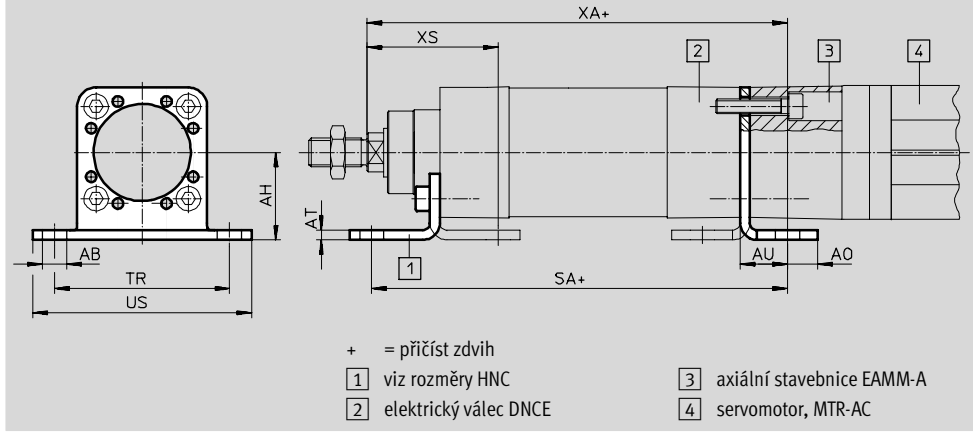 XA+
XS
2
3
4
AH
AT
AB
TR
US
1
AU
AO
SA+
+ = přičíst zdvih
1 viz rozměry HNC
2 elektrický válec DNCE
3 axiální stavebnice EAMM-A
4 servomotor, MTR-AC